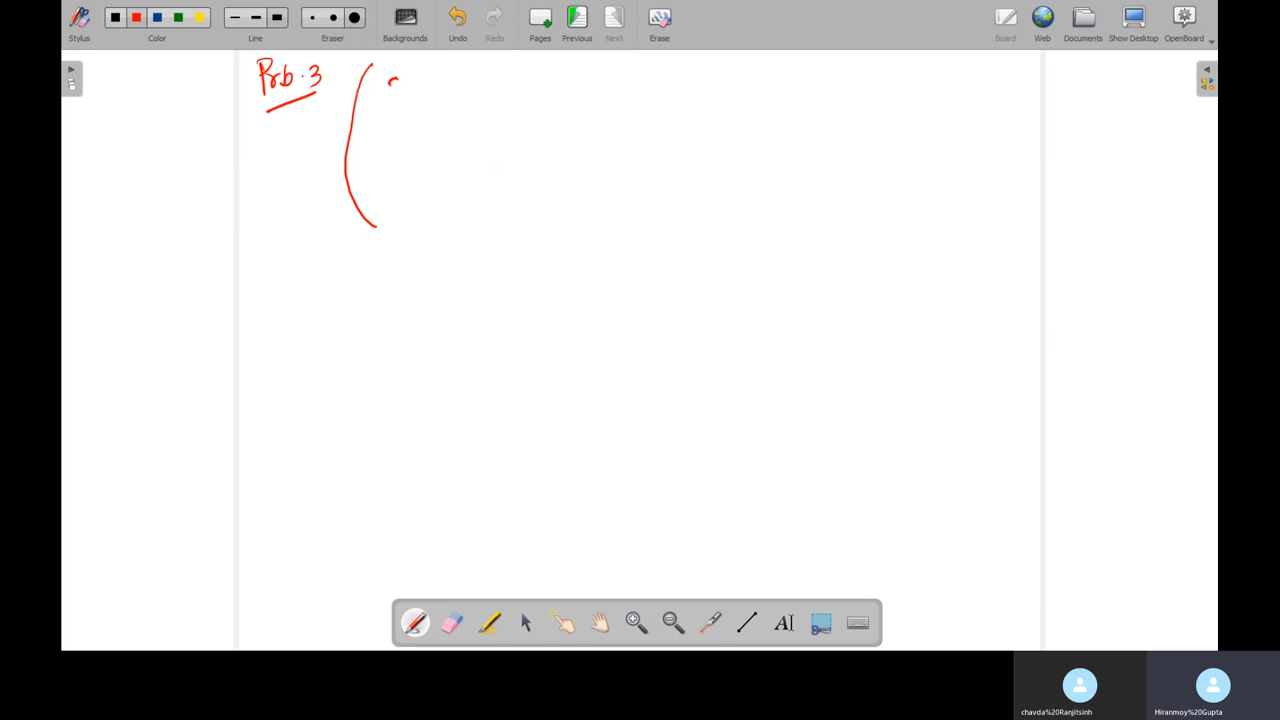 Stylus Color Line Eraser Backgrounds Undo Redo Pages Previous Next Erase Board Web Documents Show Desktop OpenBoard
Prb. 3 (
chavda%20Ranjitsinh Hiranmoy%20Gupta